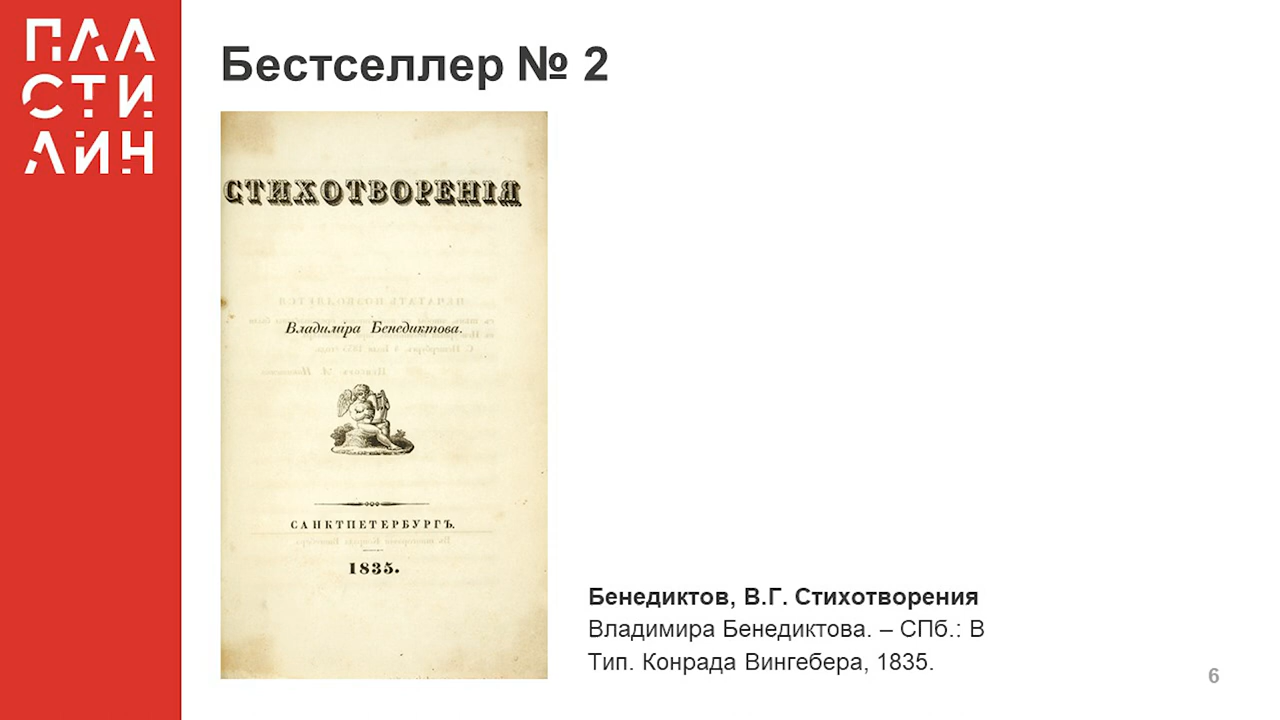 ПЛА
СТИ
ЛИН
Бестселлер № 2
СТИХОТВОРЕНІЯ
Владиміра Бенедиктова.
САНКТПЕТЕРБУРГЪ.
1835.
Бенедиктов, В.Г. Стихотворения
Владимира Бенедиктова. – СПб.: В
Тип. Конрада Вингебера, 1835.
6